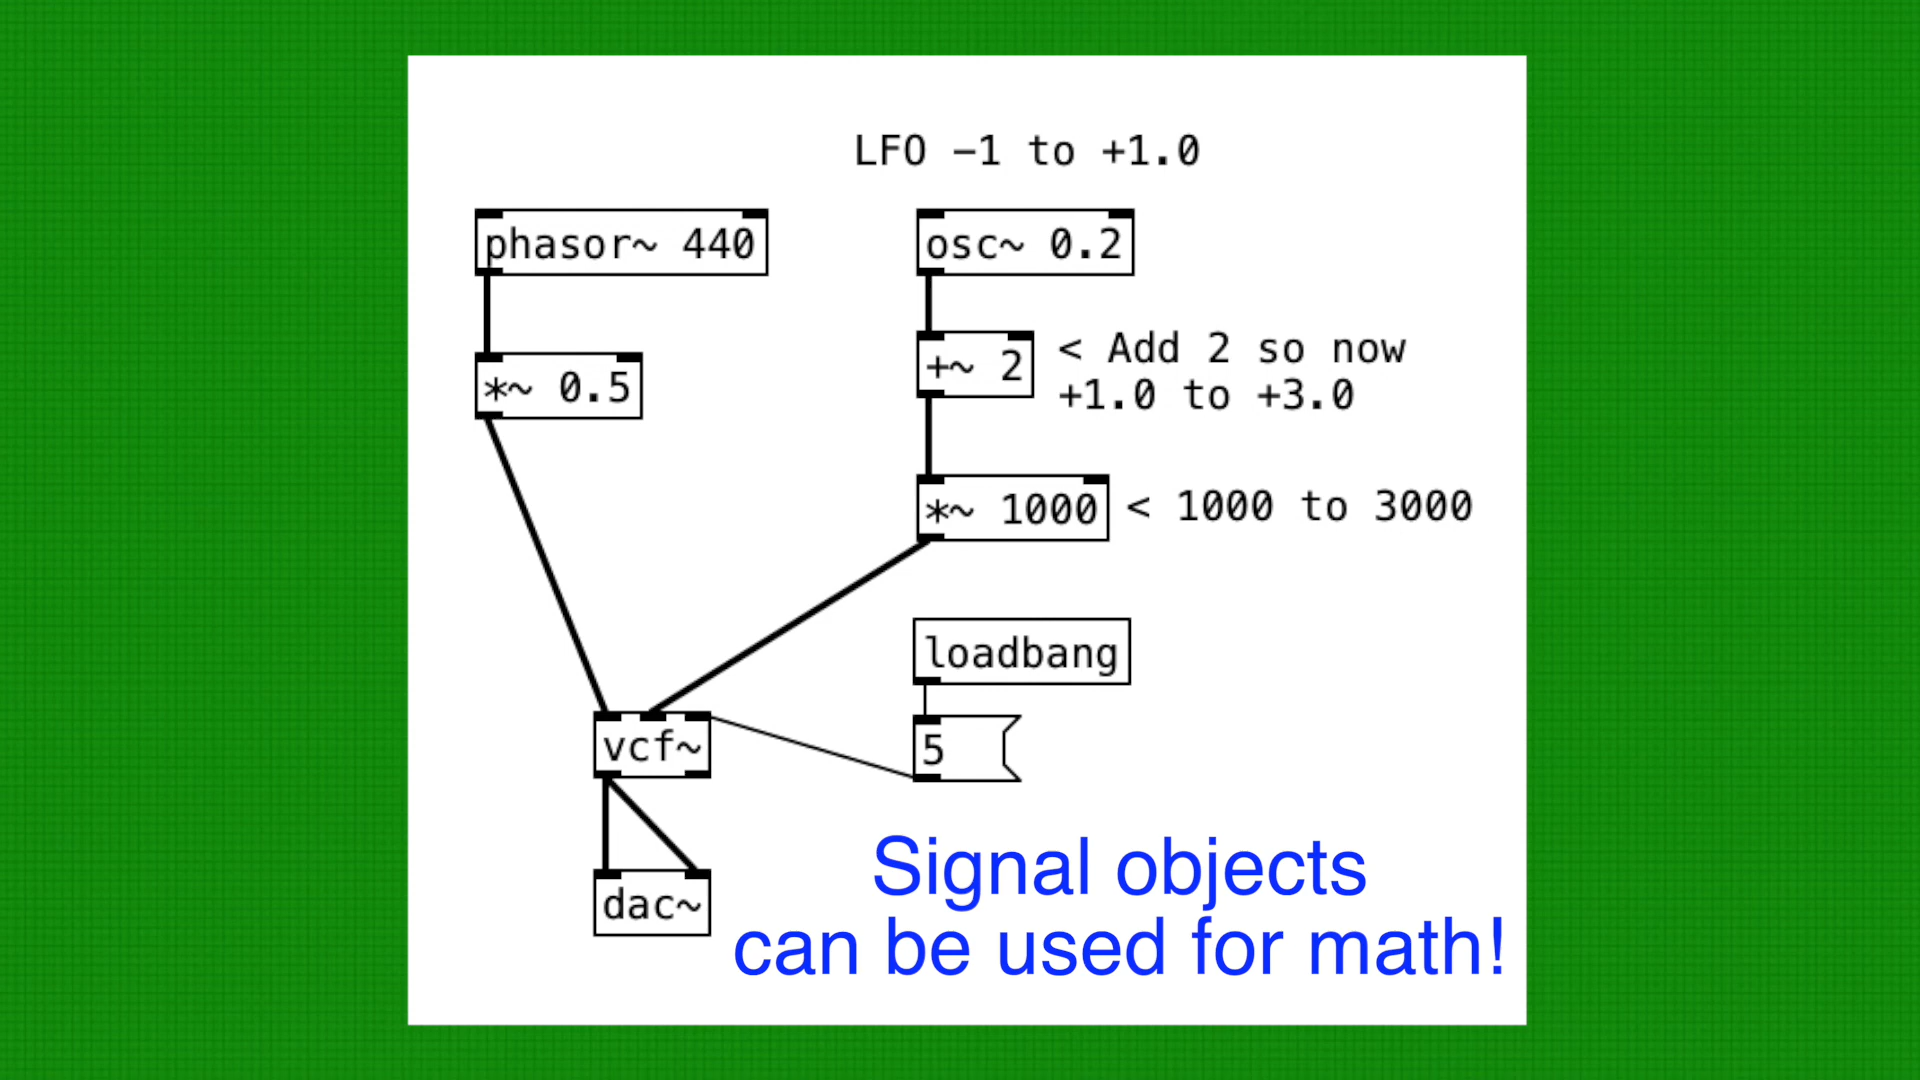 LFO −1 to +1.0
phasor~ 440
osc~ 0.2
*~ 0.5
+~ 2
< Add 2 so now
+1.0 to +3.0
*~ 1000
< 1000 to 3000
loadbang
5
vcf~
dac~
Signal objects
can be used for math!